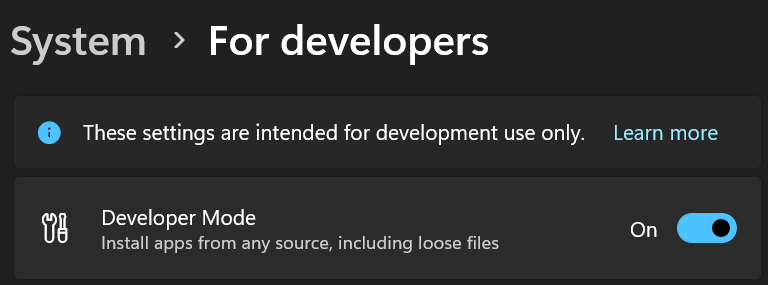 System > For developers
These settings are intended for development use only. Learn more
Developer Mode
On
Install apps from any source, including loose files